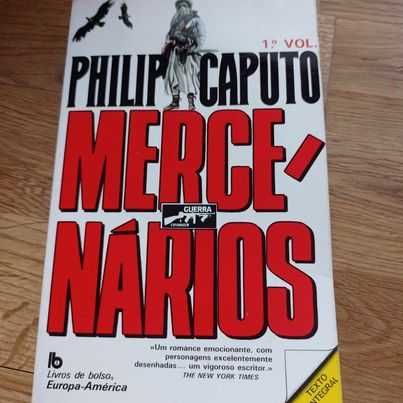 1.º VOL.
PHILIP CAPUTO
MERCE-
NÁRIOS
GUERRA
«Um romance emocionante, com
personagens excelentemente
desenhadas... um vigoroso escritor.»
THE NEW YORK TIMES
lb
Livros de bolso,
Europa-América
TEXTO
INTEGRAL